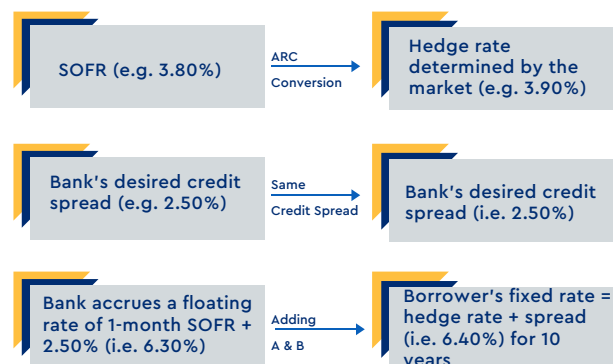 SOFR (e.g. 3.80%)
ARC
Conversion
Hedge rate
determined by the
market (e.g. 3.90%)
Bank's desired credit
spread (e.g. 2.50%)
Same
Credit Spread
Bank's desired credit
spread (i.e. 2.50%)
Bank accrues a floating
rate of 1-month SOFR +
2.50% (i.e. 6.30%)
Adding
A & B
Borrower's fixed rate =
hedge rate + spread
(i.e. 6.40%) for 10
years